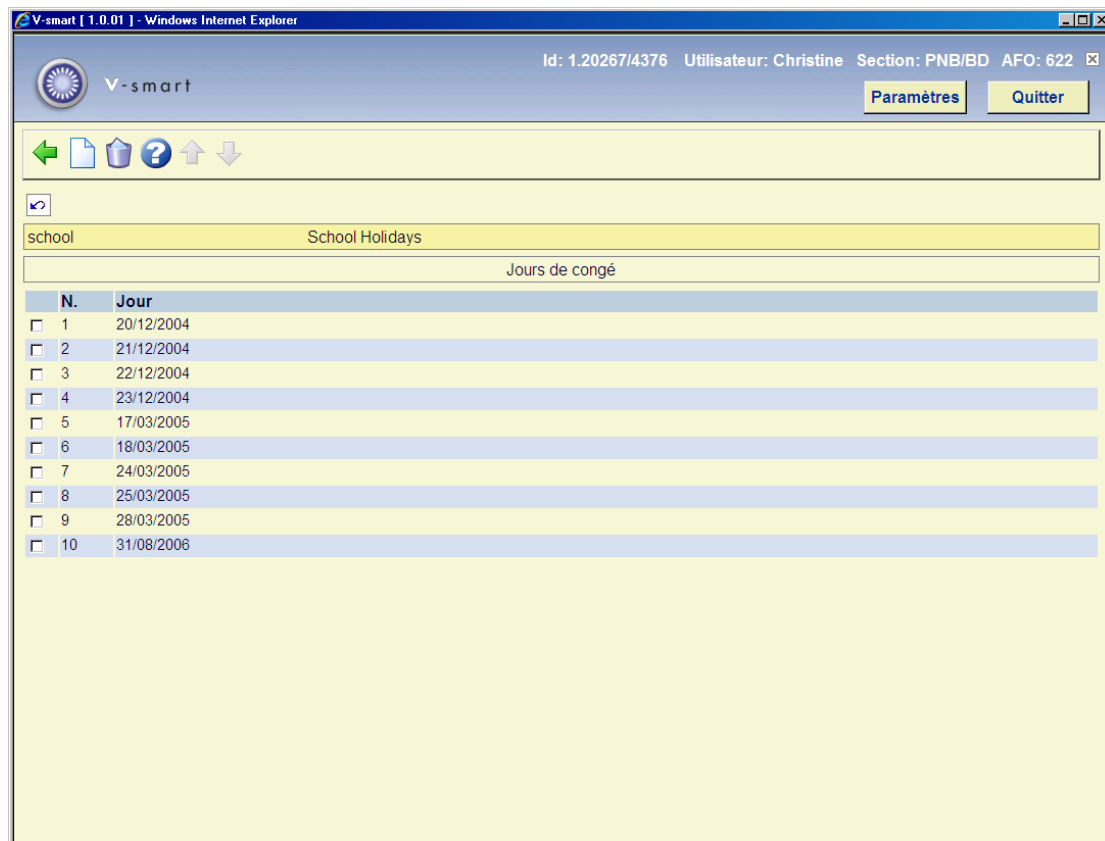 V-smart [ 1.0.01 ] - Windows Internet Explorer
Id: 1.20267/4376 Utilisateur: Christine Section: PNB/BD AFO: 622
V-smart
Paramètres Quitter
school School Holidays
Jours de congé
N. Jour
1 20/12/2004
2 21/12/2004
3 22/12/2004
4 23/12/2004
5 17/03/2005
6 18/03/2005
7 24/03/2005
8 25/03/2005
9 28/03/2005
10 31/08/2006